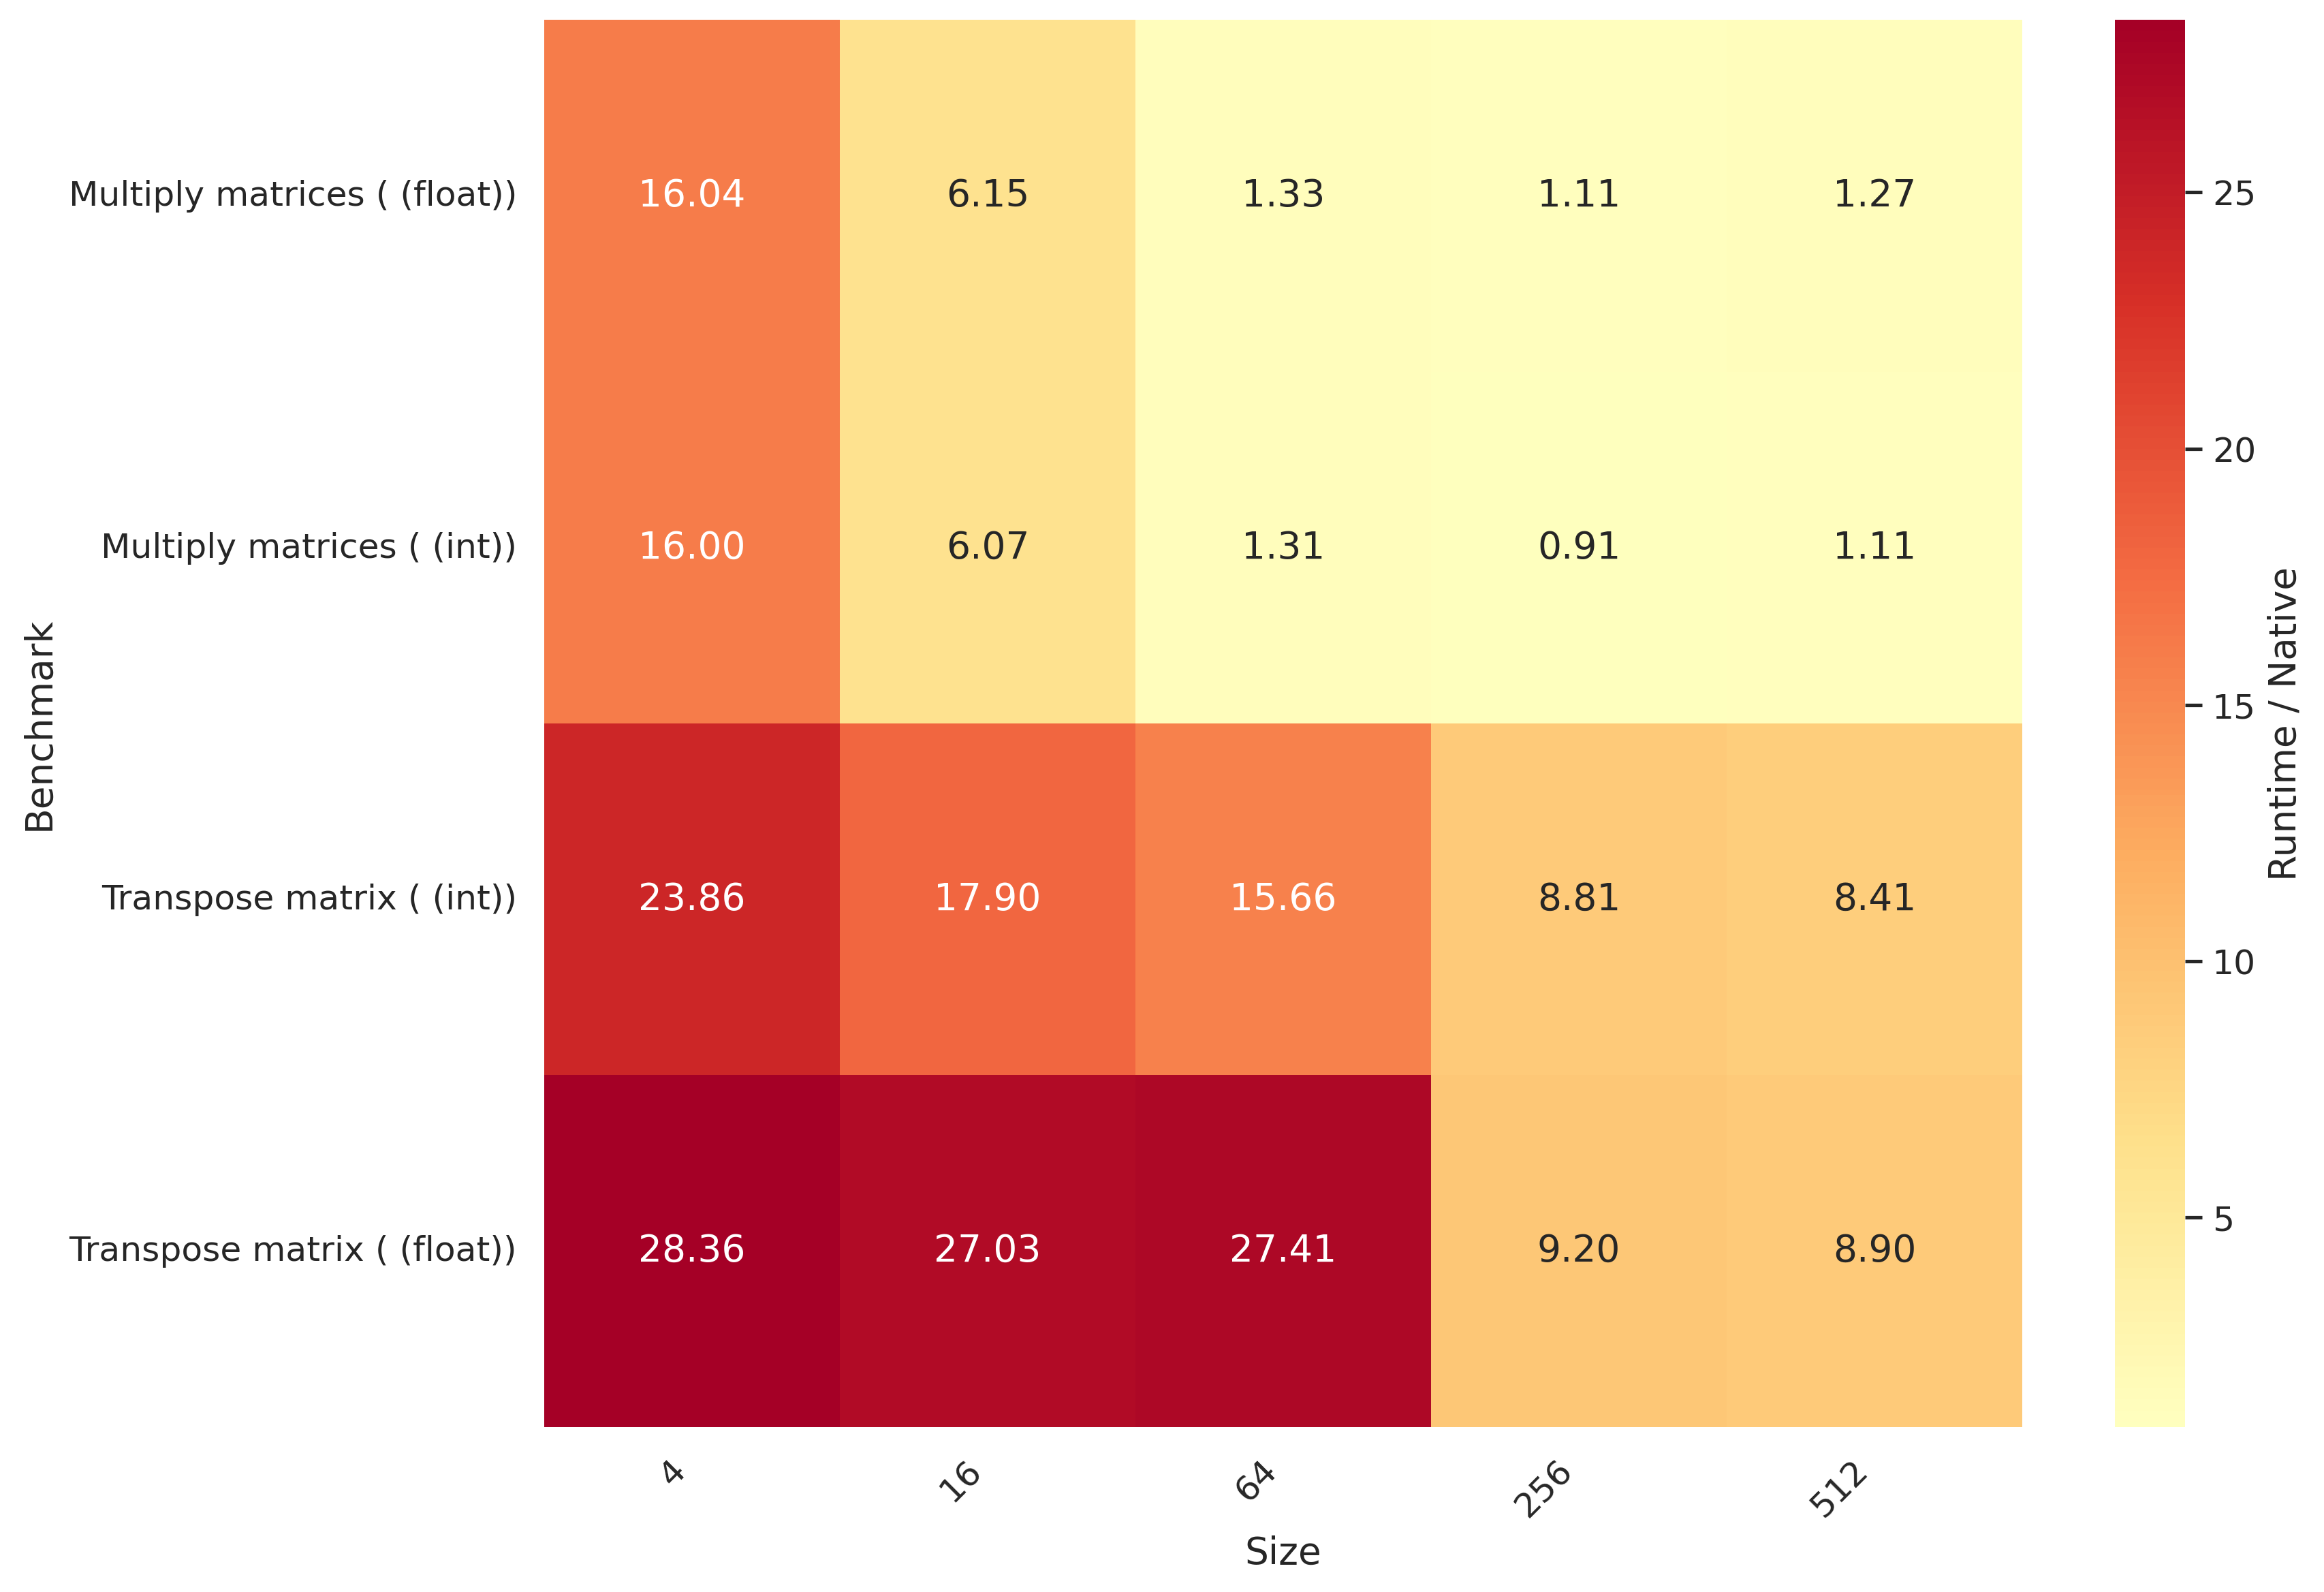 Multiply matrices ( (float)) 16.04 6.15 1.33 1.11 1.27
Multiply matrices ( (int)) 16.00 6.07 1.31 0.91 1.11
Transpose matrix ( (int)) 23.86 17.90 15.66 8.81 8.41
Transpose matrix ( (float)) 28.36 27.03 27.41 9.20 8.90
Benchmark
4 16 64 256 512
Size
25
20
15
10
5
Runtime / Native